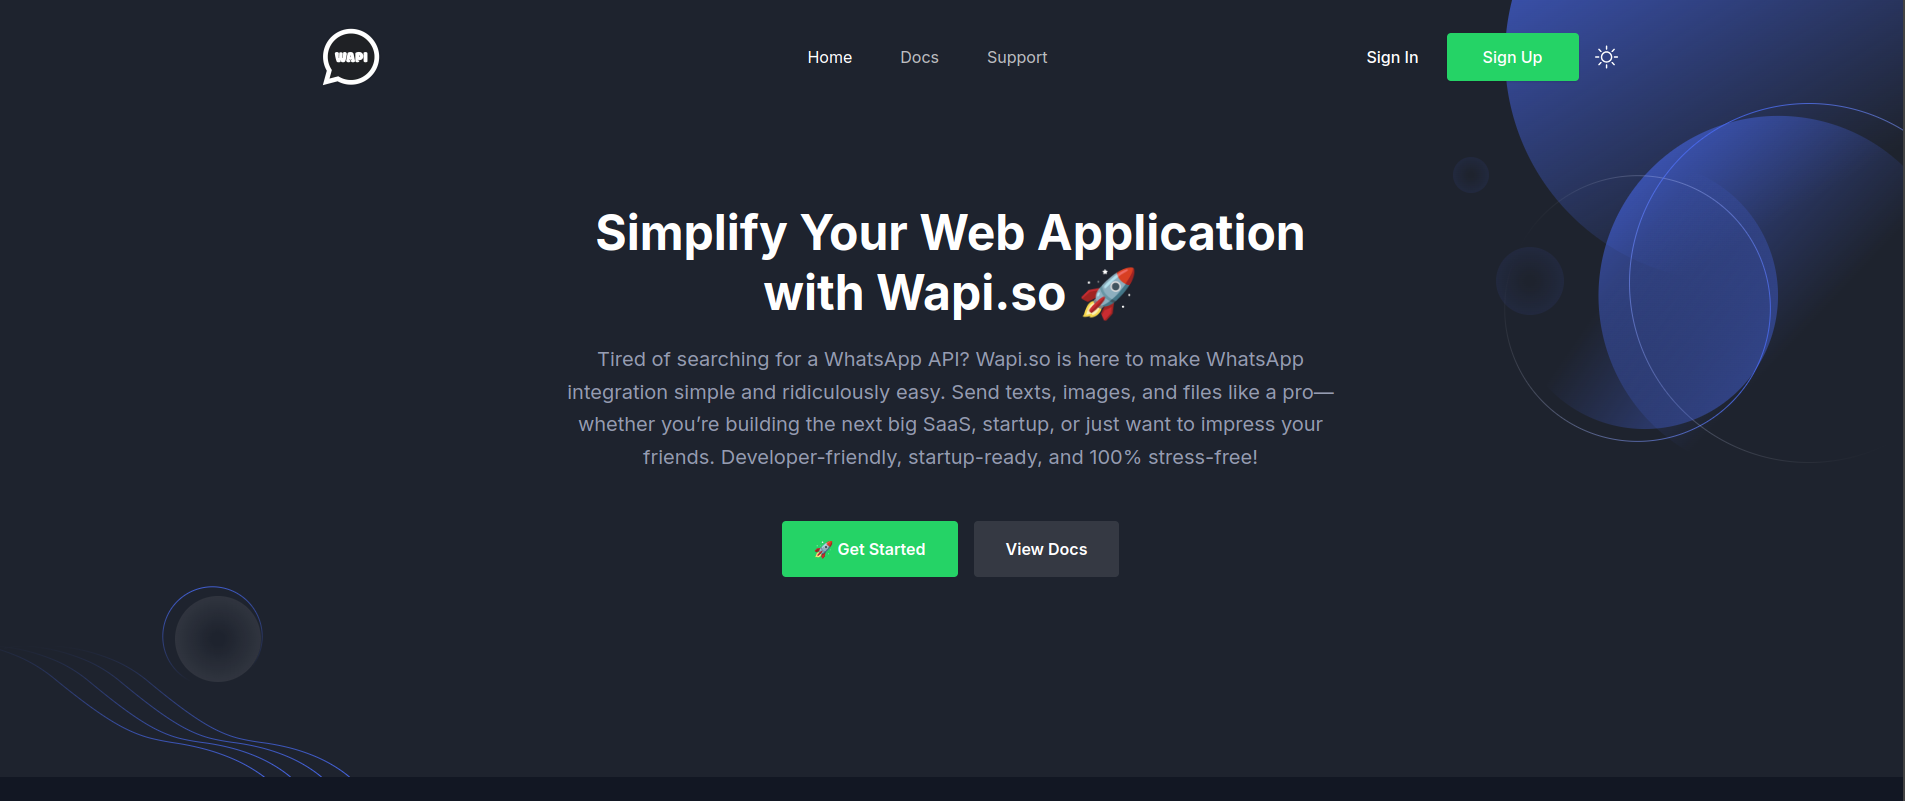 WAPI
Home Docs Support
Sign In Sign Up
Simplify Your Web Application
with Wapi.so 🚀
Tired of searching for a WhatsApp API? Wapi.so is here to make WhatsApp
integration simple and ridiculously easy. Send texts, images, and files like a pro—
whether you’re building the next big SaaS, startup, or just want to impress your
friends. Developer-friendly, startup-ready, and 100% stress-free!
🚀 Get Started View Docs